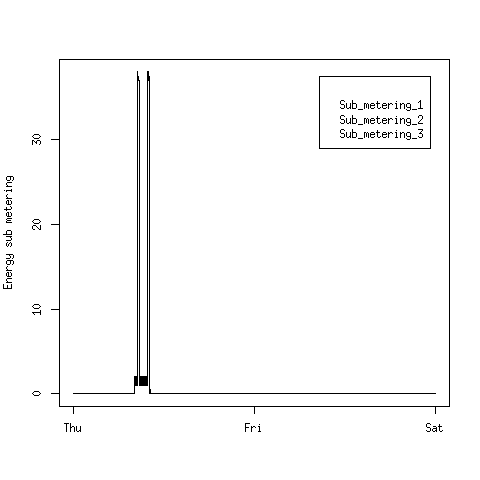 Sub_metering_1
Sub_metering_2
Sub_metering_3
Energy sub metering
30
20
10
0
Thu Fri Sat